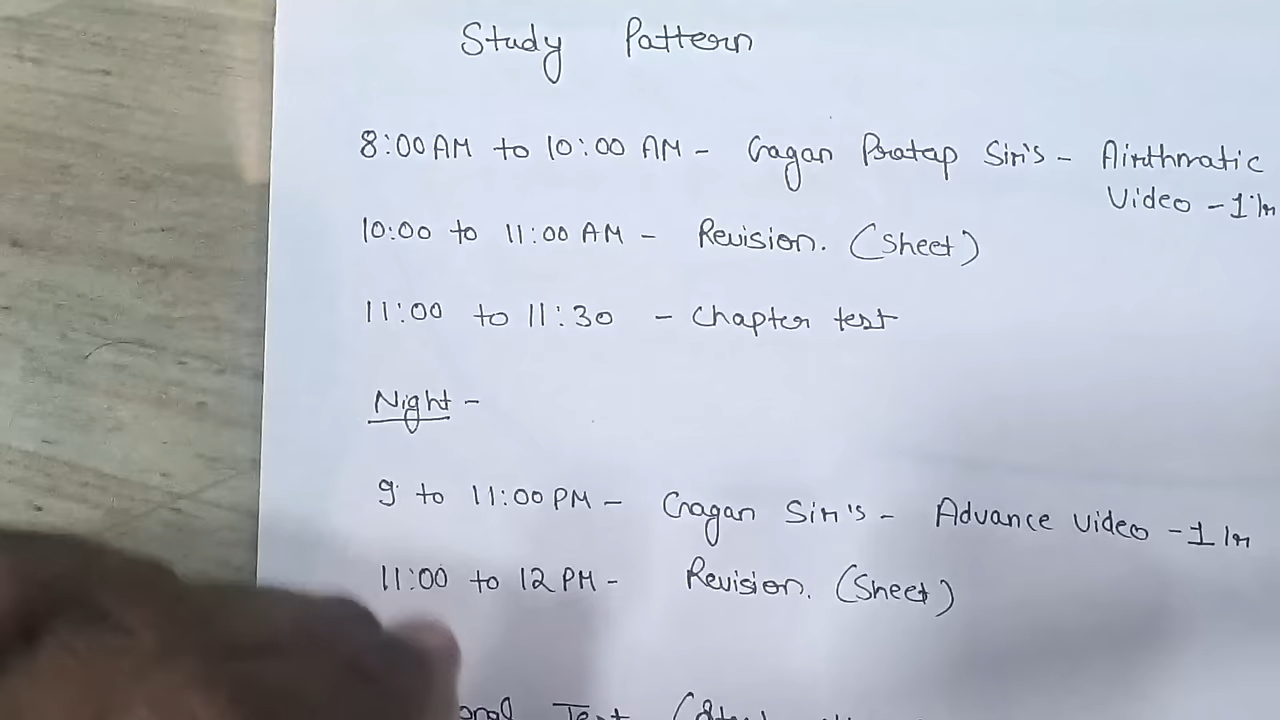 Study Pattern
8:00 AM to 10:00 AM - Gagan Pratap Sir's - Airthmatic
Video - 1 hr
10:00 to 11:00 AM - Revision. (Sheet)
11:00 to 11:30 - Chapter test
Night -
9 to 11:00 PM - Gagan Sir's - Advance Video - 1 hr
11:00 to 12 PM - Revision. (Sheet)
Test